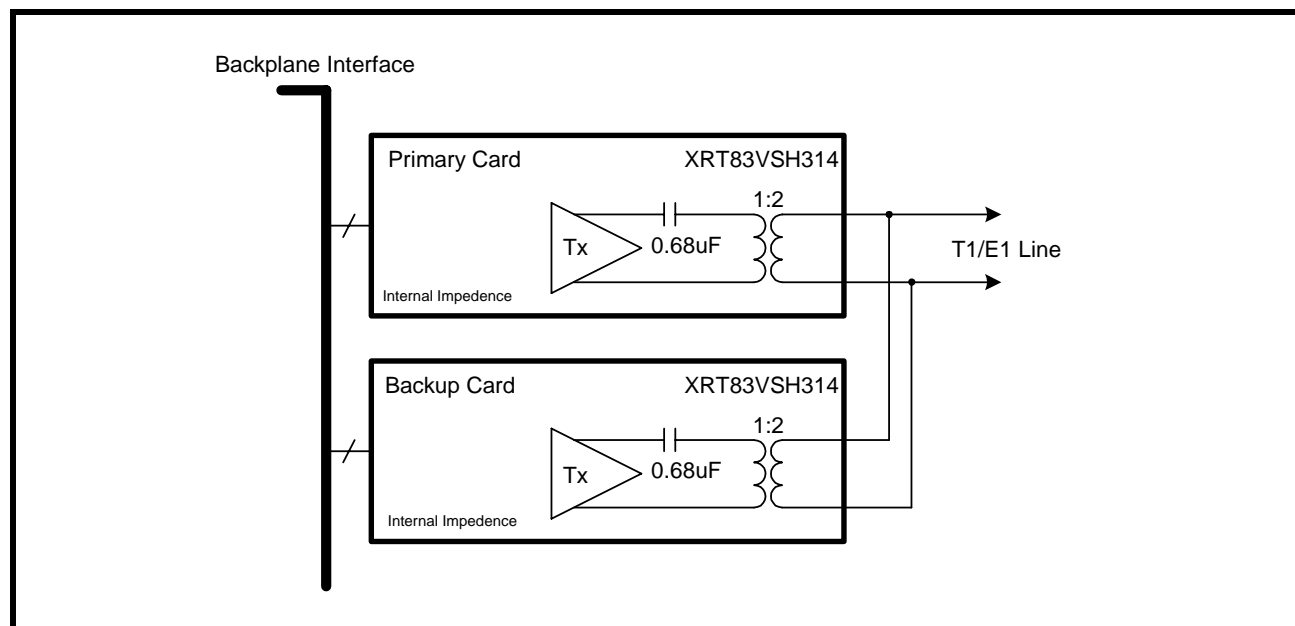 Backplane Interface
Primary Card XRT83VSH314
1:2
Tx
0.68uF
T1/E1 Line
Internal Impedence
Backup Card XRT83VSH314
1:2
Tx
0.68uF
Internal Impedence